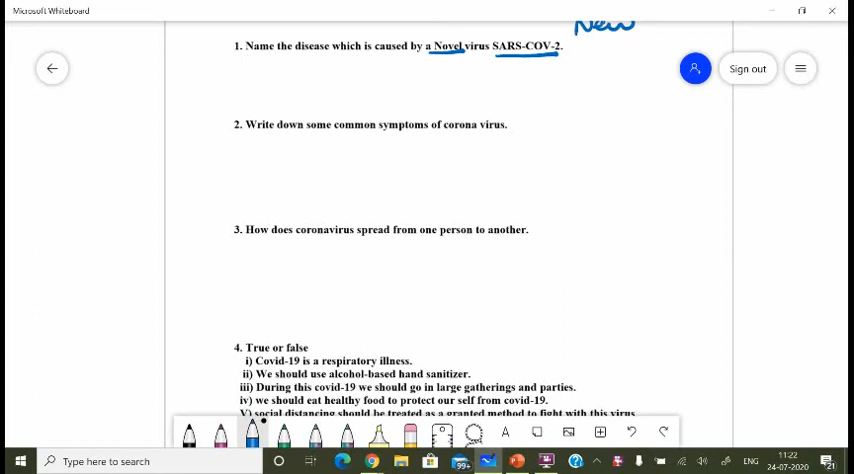 Microsoft Whiteboard
New
1. Name the disease which is caused by a Novel virus SARS-COV-2.
Sign out
2. Write down some common symptoms of corona virus.
3. How does coronavirus spread from one person to another.
4. True or false
i) Covid-19 is a respiratory illness.
ii) We should use alcohol-based hand sanitizer.
iii) During this covid-19 we should go in large gatherings and parties.
iv) we should eat healthy food to protect our self from covid-19.
V) social distancing should be treated as a granted method to fight with this virus
A
Type here to search
99+
ENG
11:22
24-07-2020
21